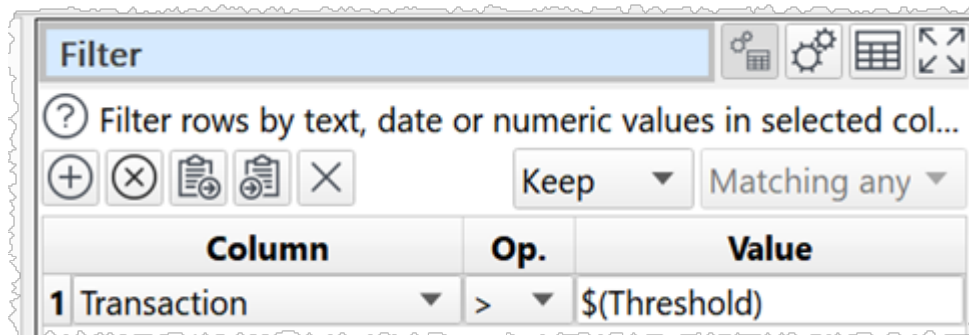 Filter
Filter rows by text, date or numeric values in selected col...
Keep Matching any
Column Op. Value
1 Transaction > $(Threshold)